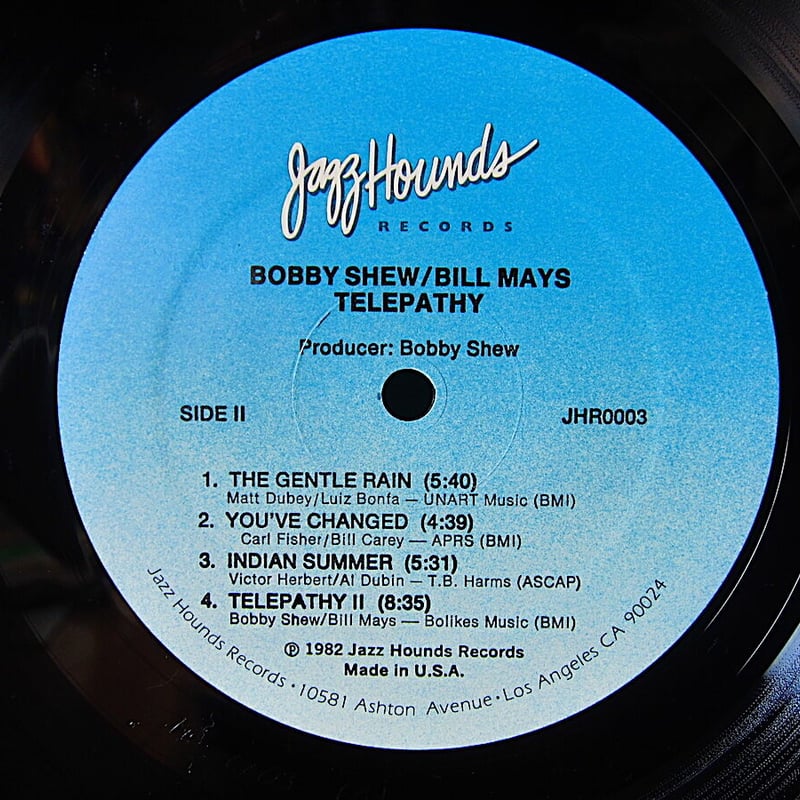 Jazz Hounds
RECORDS
BOBBY SHEW/BILL MAYS
TELEPATHY
Producer: Bobby Shew
SIDE II
JHR0003
1. THE GENTLE RAIN (5:40)
Matt Dubey/Luiz Bonfa — UNART Music (BMI)
2. YOU'VE CHANGED (4:39)
Carl Fisher/Bill Carey — APRS (BMI)
3. INDIAN SUMMER (5:31)
Victor Herbert/Al Dubin — T.B. Harms (ASCAP)
4. TELEPATHY II (8:35)
Bobby Shew/Bill Mays — Bolikes Music (BMI)
℗ 1982 Jazz Hounds Records
Made in U.S.A.
Jazz Hounds Records • 10581 Ashton Avenue • Los Angeles CA 90024